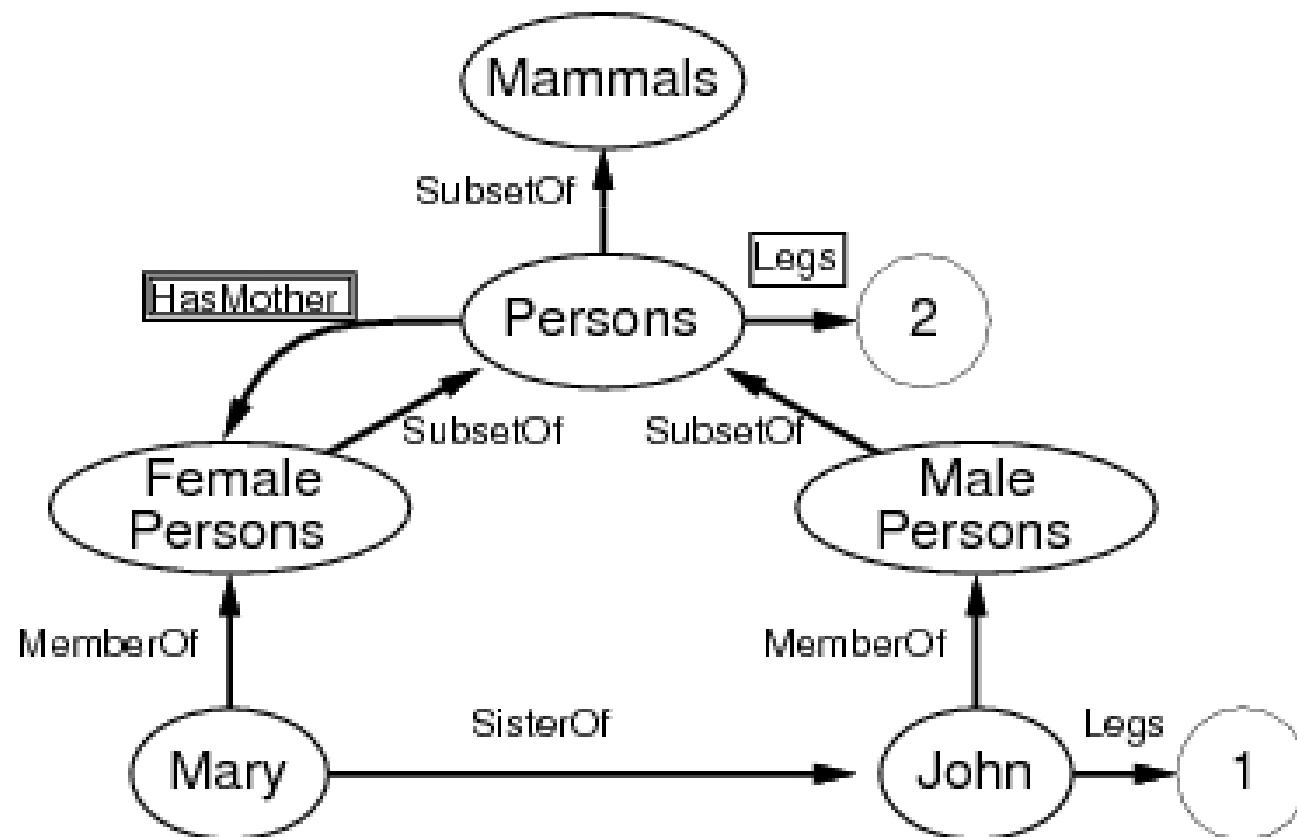 Mammals
SubsetOf
Legs
HasMother
Persons
2
SubsetOf
SubsetOf
Female
Persons
Male
Persons
MemberOf
MemberOf
SisterOf
Legs
Mary
John
1